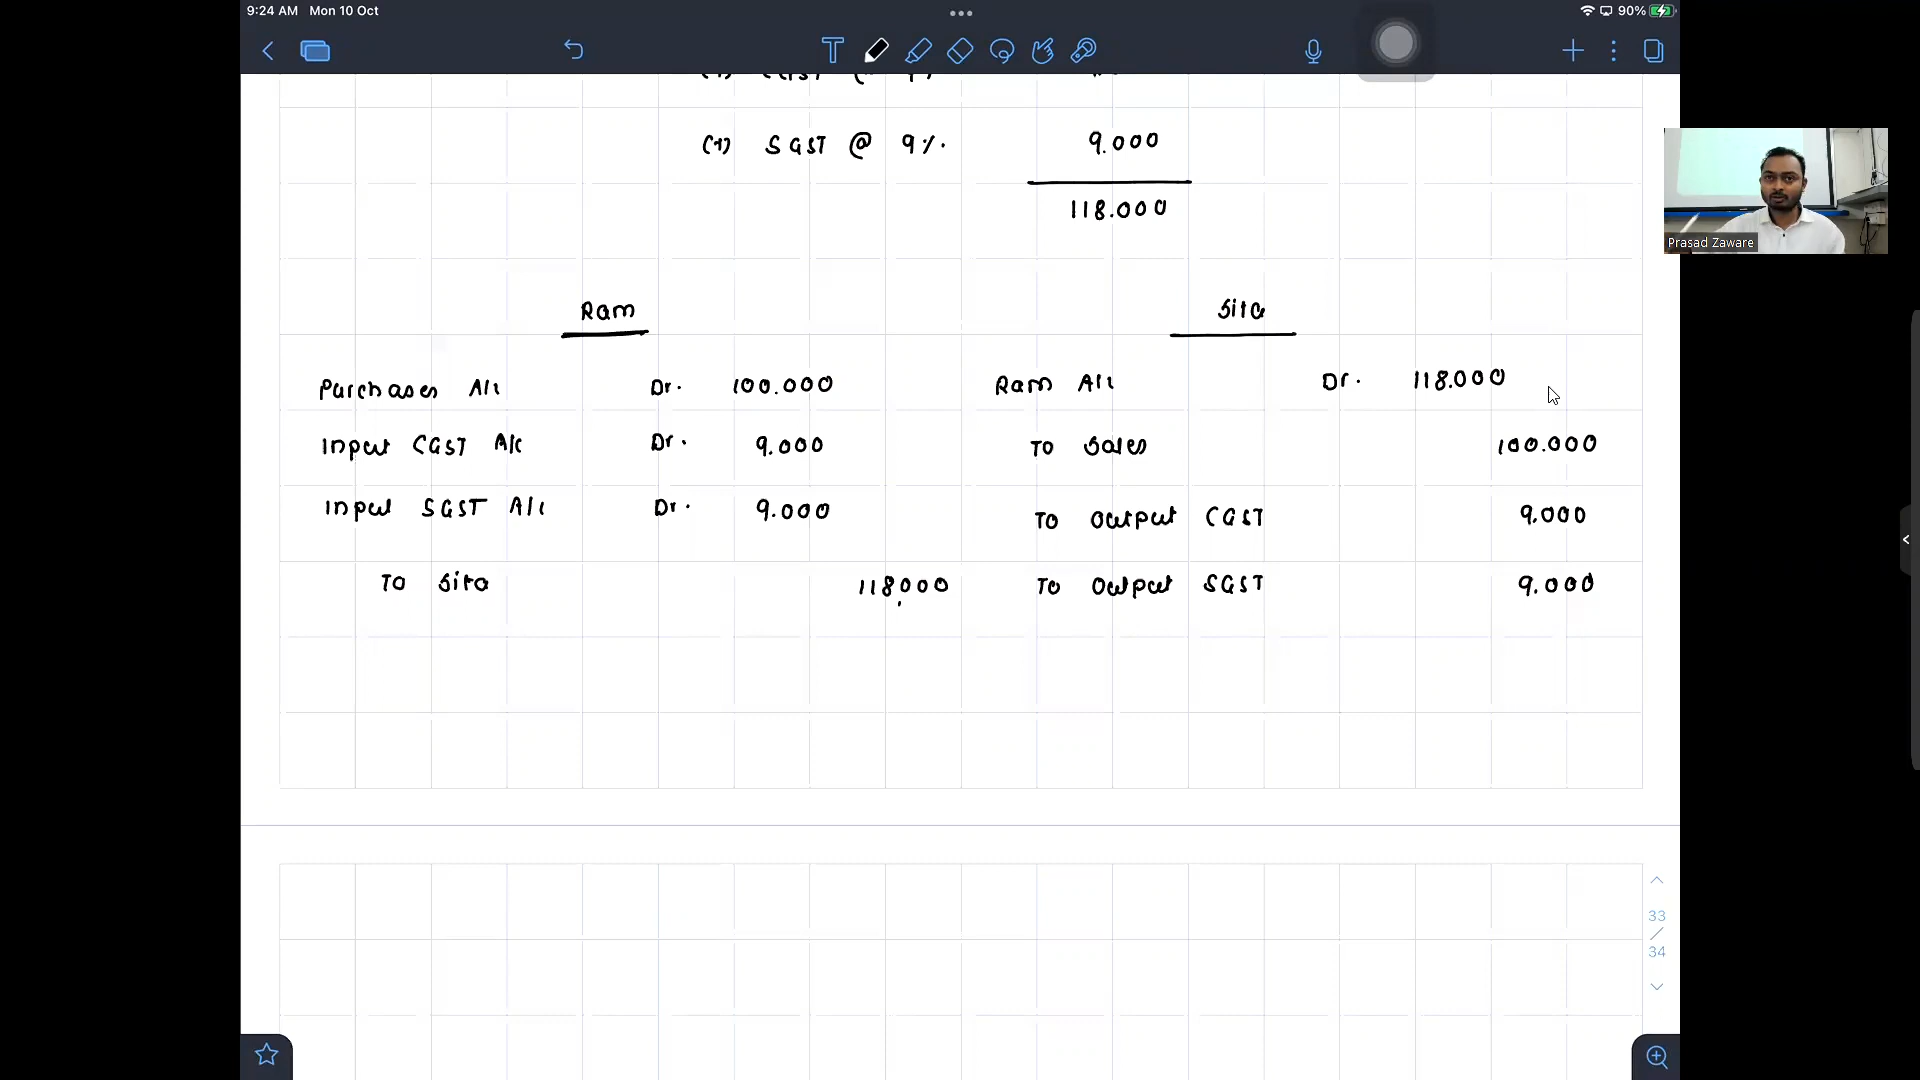 9:24 AM Mon 10 Oct
90%
(+) SGST @ 9%. 9.000
118.000
Prasad Zaware
Ram
Purchases A/c Dr. 100.000
Input CGST A/c Dr. 9.000
Input SGST A/c Dr. 9.000
To Sita 118,000
Sita
Ram A/c Dr. 118.000
To Sales 100.000
To Output CGST 9.000
To Output SGST 9.000
33
/
34